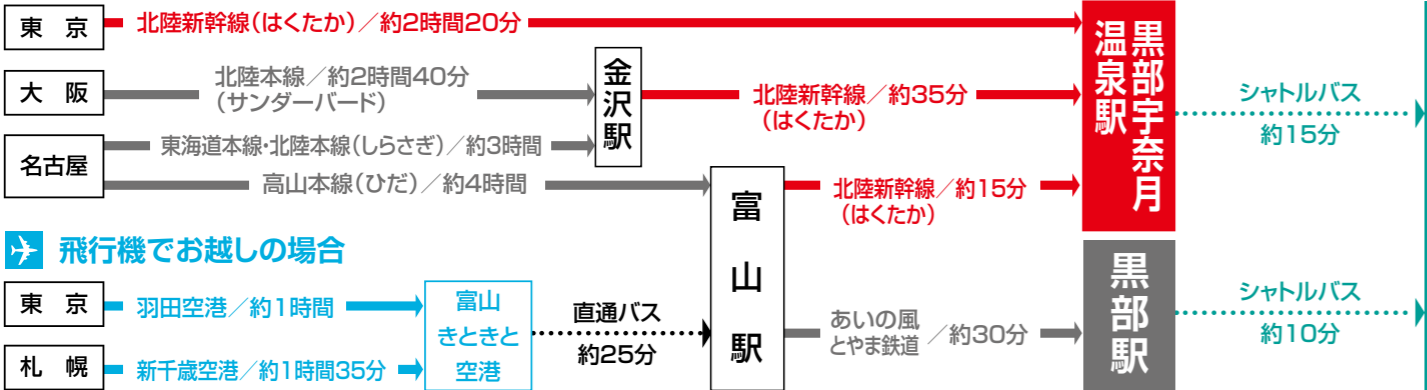 東 京
北陸新幹線(はくたか)/約2時間20分
大 阪
北陸本線/約2時間40分
(サンダーバード)
金沢駅
北陸新幹線/約35分
(はくたか)
名古屋
東海道本線・北陸本線(しらさぎ)/約3時間
高山本線(ひだ)/約4時間
富山駅
北陸新幹線/約15分
(はくたか)
黒部宇奈月
温泉駅
シャトルバス
約15分
飛行機でお越しの場合
東 京
羽田空港/約1時間
札 幌
新千歳空港/約1時間35分
富山
きときと
空港
直通バス
約25分
あいの風
とやま鉄道
/約30分
黒部駅
シャトルバス
約10分